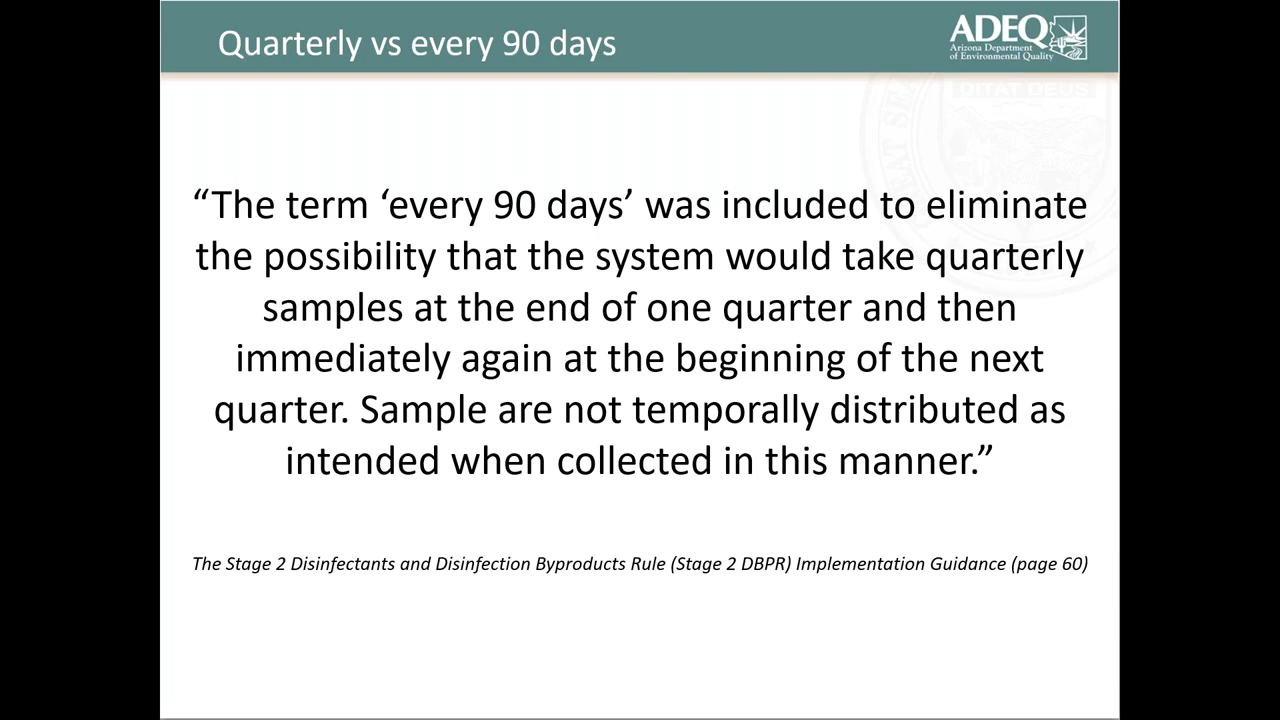 Quarterly vs every 90 days
ADEQ
Arizona Department
of Environmental Quality
DITAT DEUS
“The term ‘every 90 days’ was included to eliminate
the possibility that the system would take quarterly
samples at the end of one quarter and then
immediately again at the beginning of the next
quarter. Sample are not temporally distributed as
intended when collected in this manner.”
The Stage 2 Disinfectants and Disinfection Byproducts Rule (Stage 2 DBPR) Implementation Guidance (page 60)